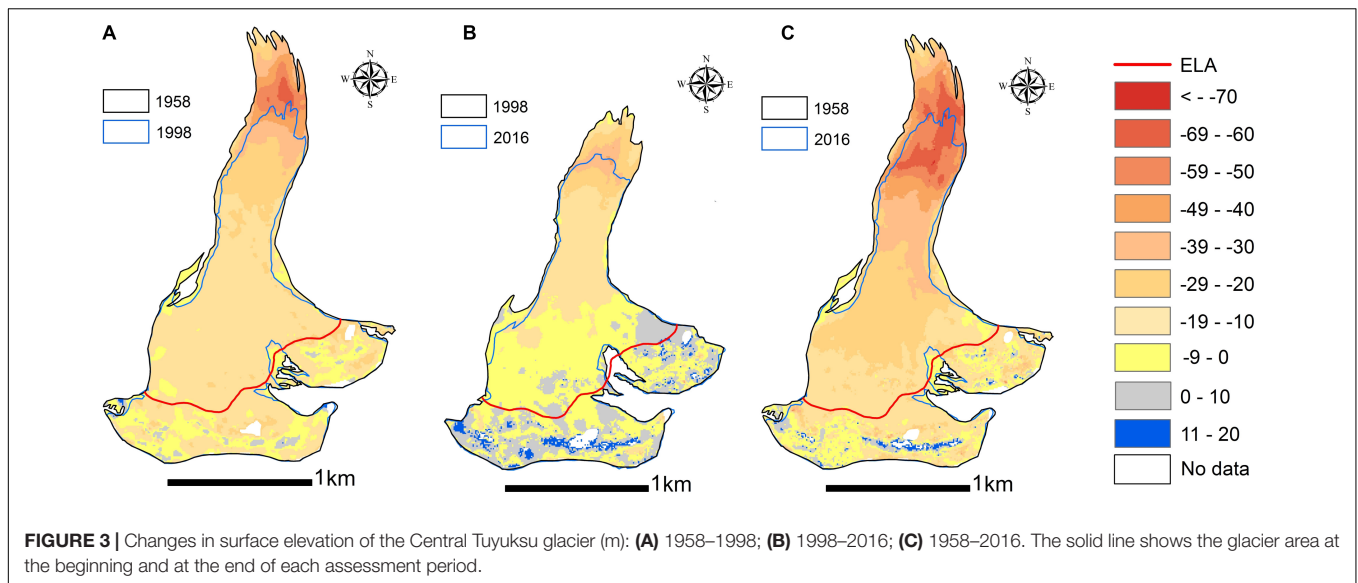 A
B
C
N
W E
S
N
W E
S
N
W E
S
1958
1998
1998
2016
1958
2016
ELA
< - -70
-69 - -60
-59 - -50
-49 - -40
-39 - -30
-29 - -20
-19 - -10
-9 - 0
0 - 10
11 - 20
No data
1km
1km
1km
FIGURE 3 | Changes in surface elevation of the Central Tuyuksu glacier (m): (A) 1958–1998; (B) 1998–2016; (C) 1958–2016. The solid line shows the glacier area at
the beginning and at the end of each assessment period.